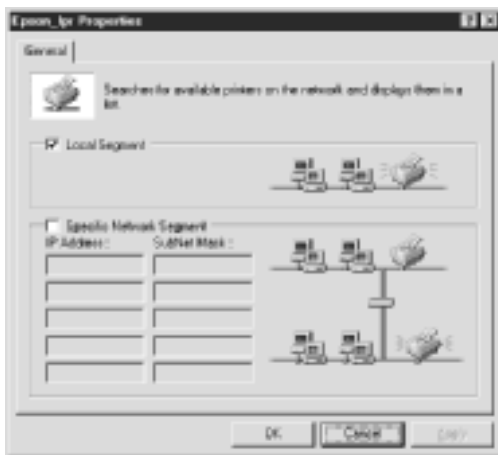 Epson_lpr Properties
General
Searches for available printers on the network and displays them in a
list.
Local Segment
Specific Network Segment
IP Address :
SubNet Mask :
OK
Cancel
Apply